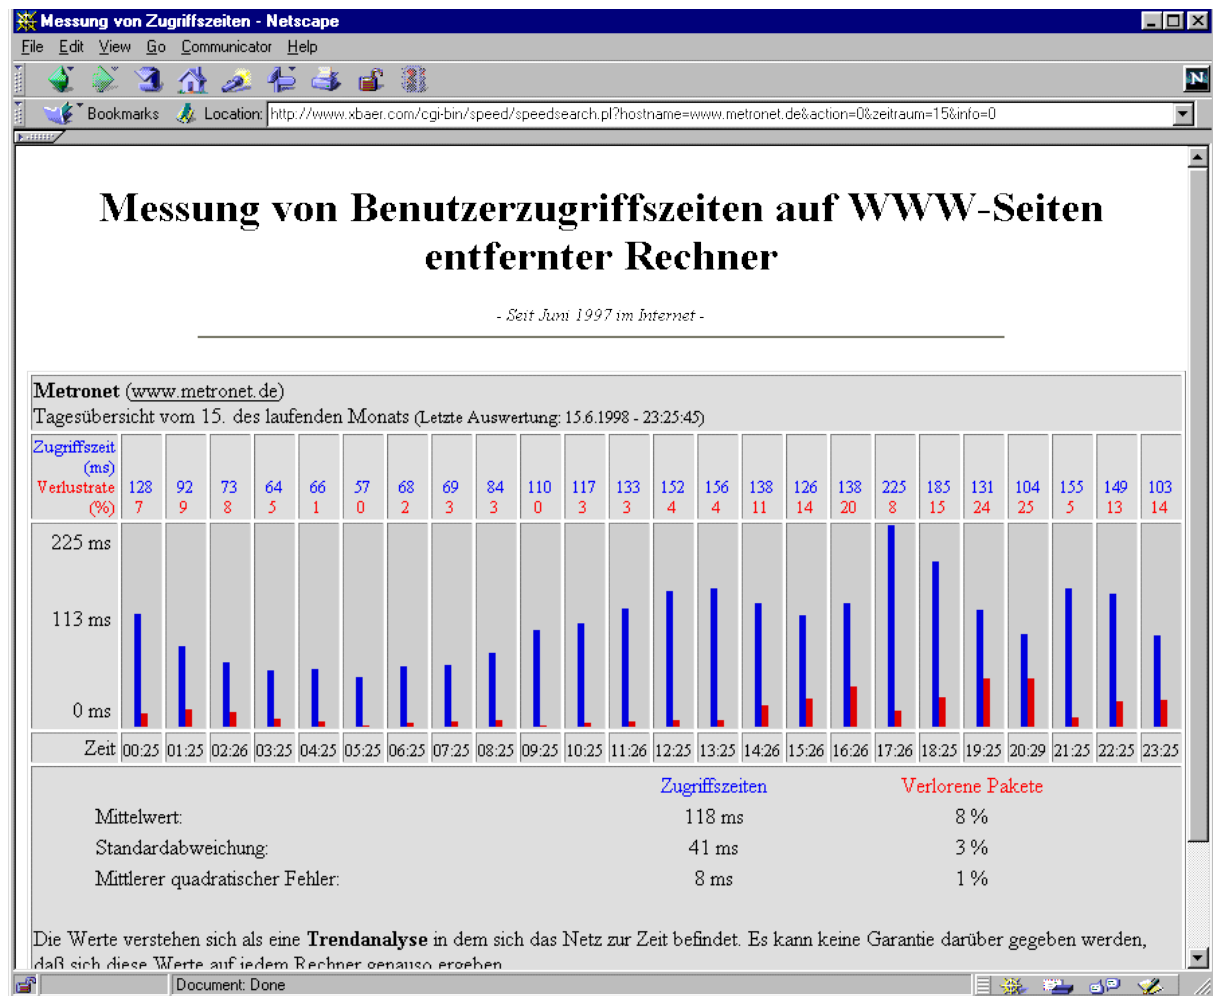 Messung von Zugriffszeiten - Netscape
File Edit View Go Communicator Help
N
Bookmarks Location: http://www.xbaer.com/cgi-bin/speed/speedsearch.pl?hostname=www.metronet.de&action=0&zeitraum=15&info=0
Messung von Benutzerzugriffszeiten auf WWW-Seiten
entfernter Rechner
- Seit Juni 1997 im Internet -
Metronet (www.metronet.de)
Tagesübersicht vom 15. des laufenden Monats (Letzte Auswertung: 15.6.1998 - 23:25:45)
Zugriffszeit
(ms) 128 92 73 64 66 57 68 69 84 110 117 133 152 156 138 126 138 225 185 131 104 155 149 103
Verlustrate
(%) 7 9 8 5 1 0 2 3 3 0 3 3 4 4 11 14 20 8 15 24 25 5 13 14
225 ms
113 ms
0 ms
Zeit 00:25 01:25 02:26 03:25 04:25 05:25 06:25 07:25 08:25 09:25 10:25 11:26 12:25 13:25 14:26 15:26 16:26 17:26 18:25 19:25 20:29 21:25 22:25 23:25
Zugriffszeiten Verlorene Pakete
Mittelwert: 118 ms 8 %
Standardabweichung: 41 ms 3 %
Mittlerer quadratischer Fehler: 8 ms 1 %
Die Werte verstehen sich als eine Trendanalyse in dem sich das Netz zur Zeit befindet. Es kann keine Garantie darüber gegeben werden,
daß sich diese Werte auf jedem Rechner genauso ergeben
Document: Done